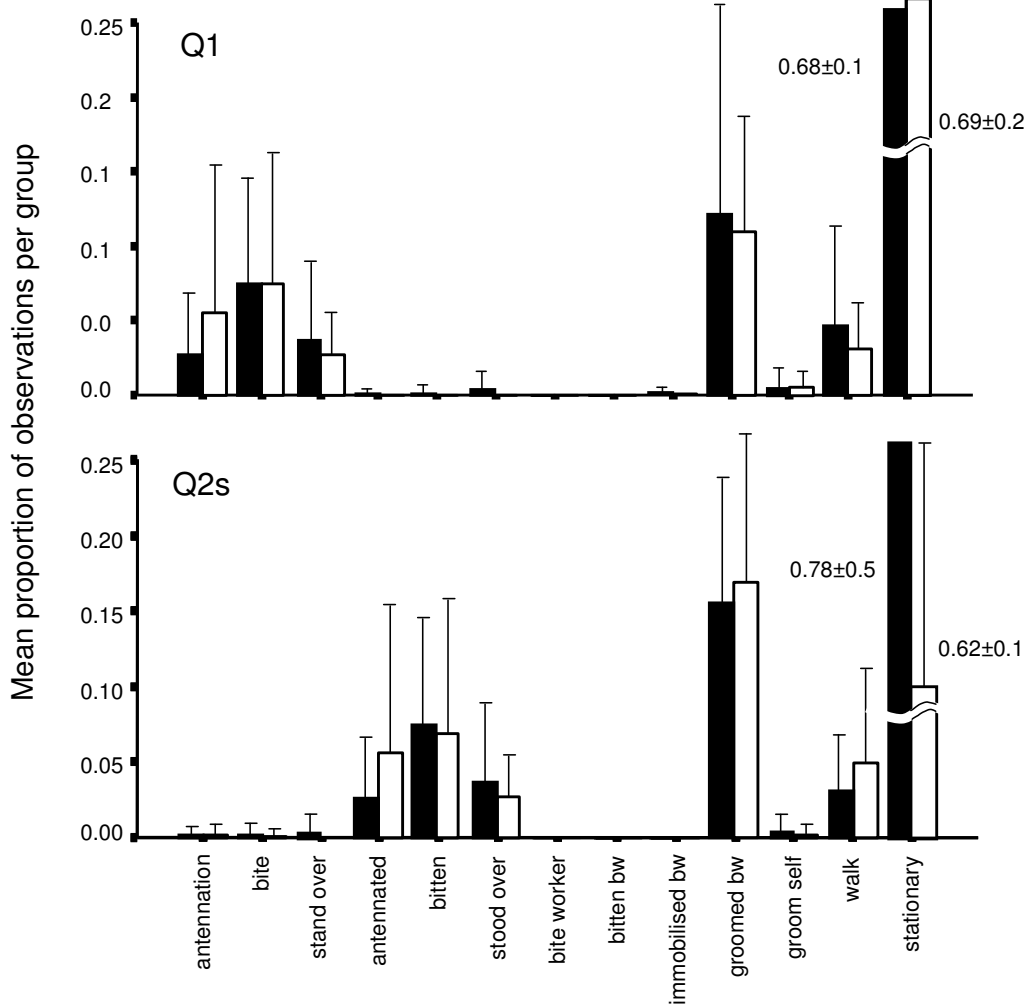 Mean proportion of observations per group
0.25
Q1
0.68±0.1
0.2
0.69±0.2
0.1
0.1
0.0
0.0
0.25
Q2s
0.20
0.78±0.5
0.15
0.62±0.1
0.10
0.05
0.00
antennation
bite
stand over
antennated
bitten
stood over
bite worker
bitten bw
immobilised bw
groomed bw
groom self
walk
stationary